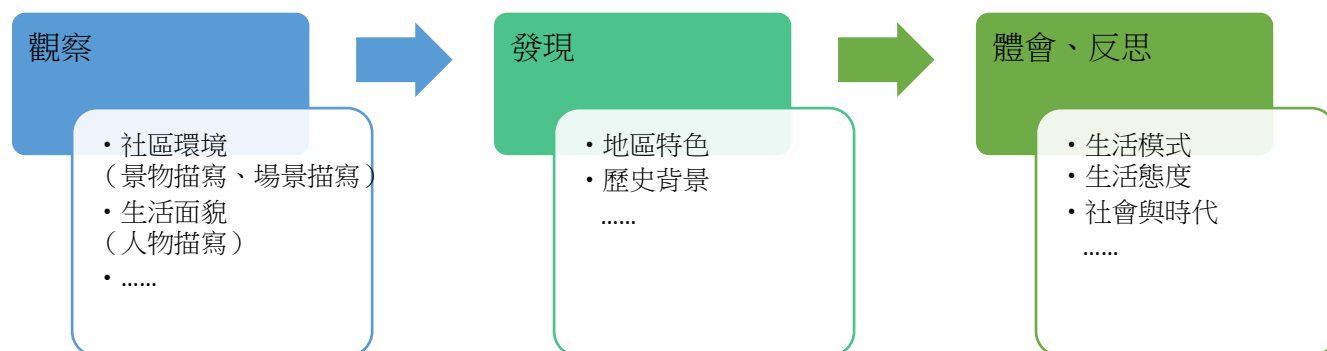 觀察
・社區環境
（景物描寫、場景描寫）
・生活面貌
（人物描寫）
・......
發現
・地區特色
・歷史背景
......
體會、反思
・生活模式
・生活態度
・社會與時代
......